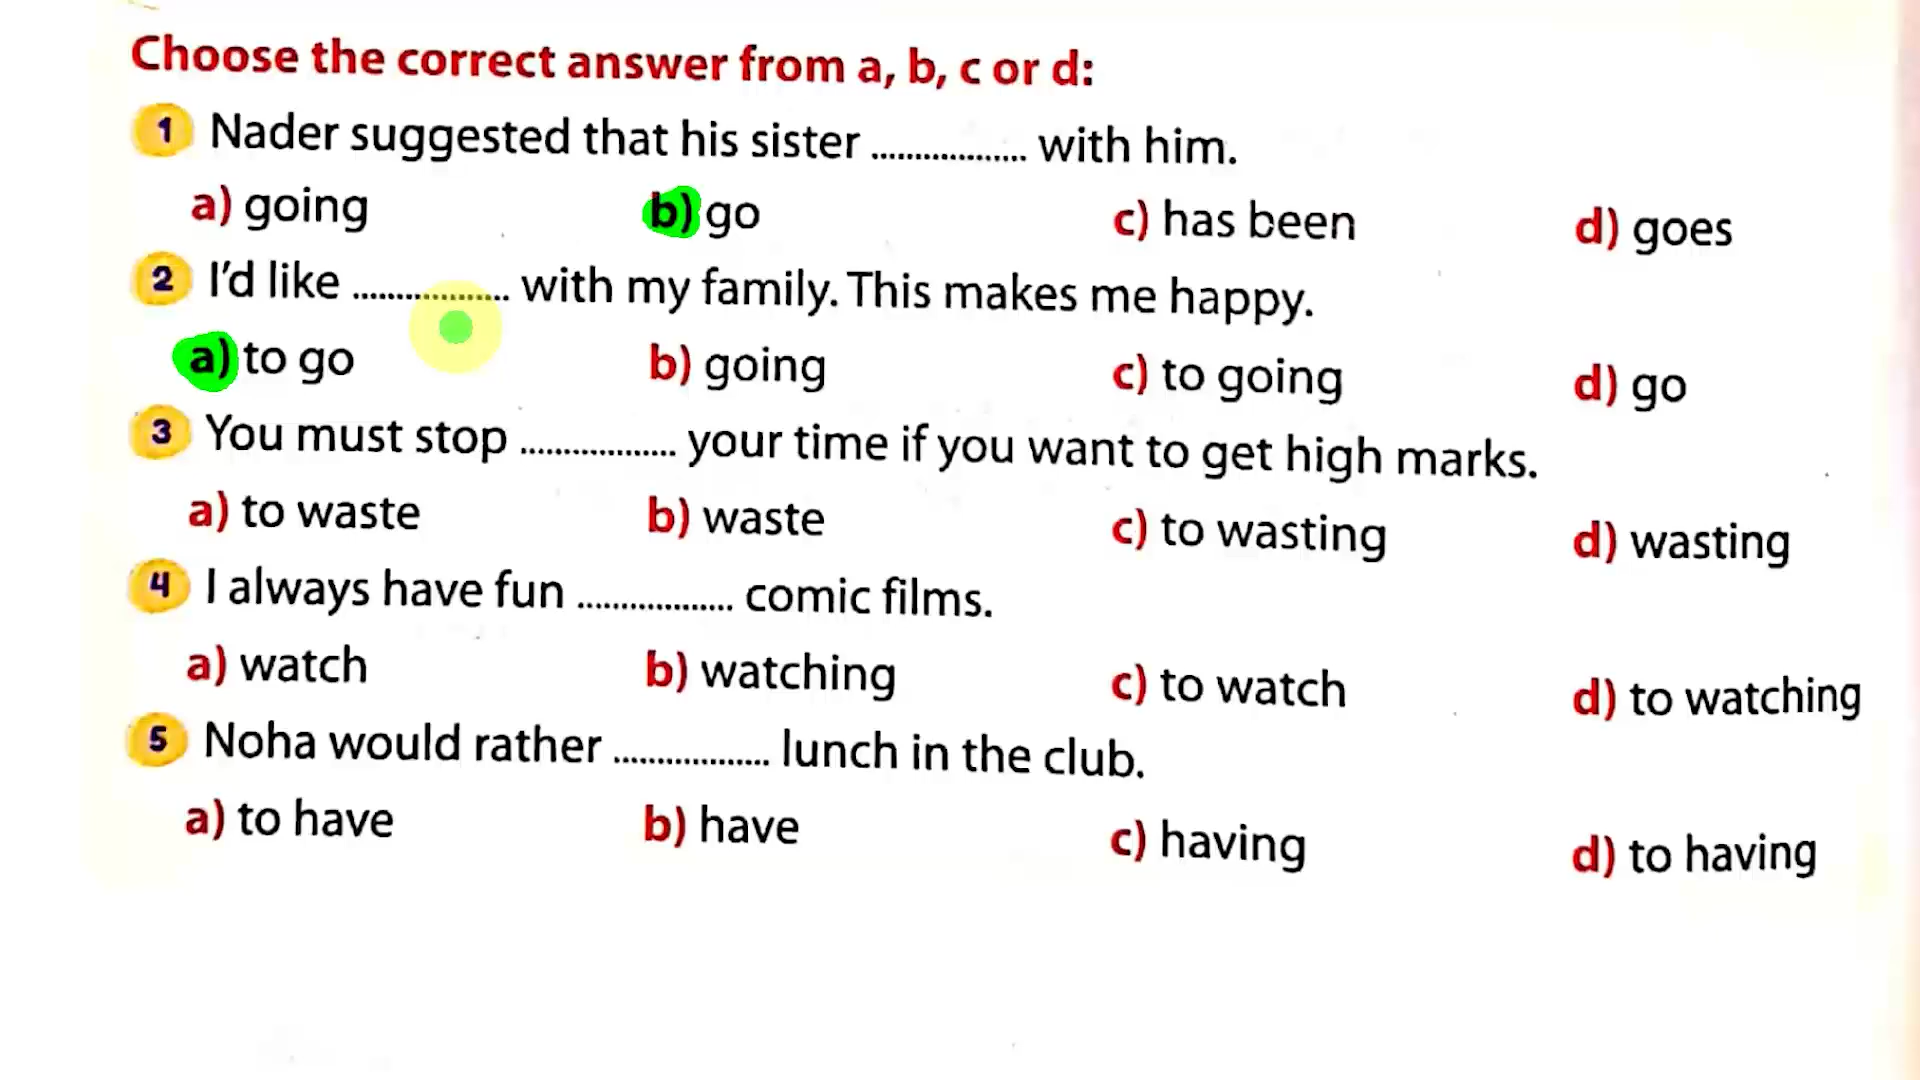 Choose the correct answer from a, b, c or d:
1 Nader suggested that his sister .................. with him.
a) going b) go c) has been d) goes
2 I'd like .................. with my family. This makes me happy.
a) to go b) going c) to going d) go
3 You must stop .................. your time if you want to get high marks.
a) to waste b) waste c) to wasting d) wasting
4 I always have fun .................. comic films.
a) watch b) watching c) to watch d) to watching
5 Noha would rather .................. lunch in the club.
a) to have b) have c) having d) to having